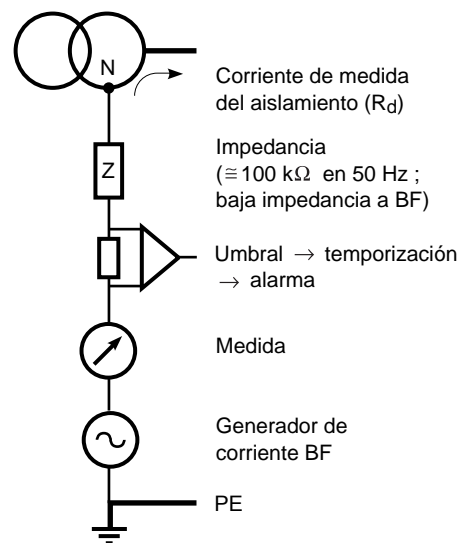 N
Corriente de medida
del aislamiento (Rd)
Z
Impedancia
(≅100 kΩ en 50 Hz ;
baja impedancia a BF)
Umbral → temporización
→ alarma
Medida
Generador de
corriente BF
PE